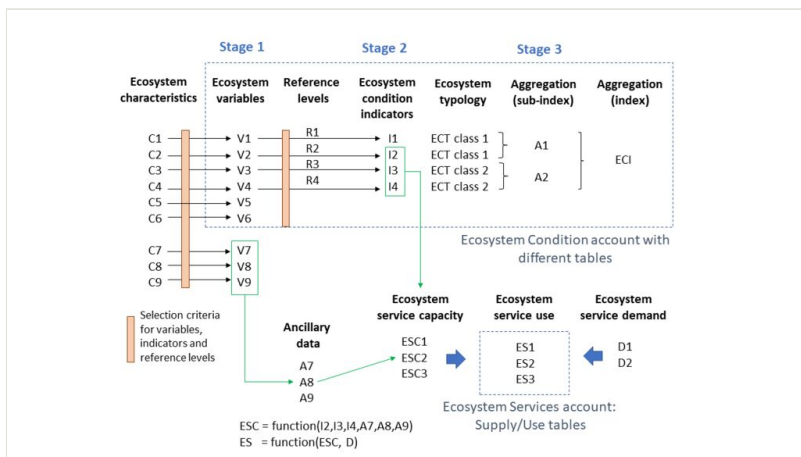 Stage 1 Stage 2 Stage 3
Ecosystem characteristics
Ecosystem variables
Reference levels
Ecosystem condition indicators
Ecosystem typology
Aggregation (sub-index)
Aggregation (index)
C1 V1 R1 I1 ECT class 1
C2 V2 R2 I2 ECT class 1
A1
C3 V3 R3 I3 ECT class 2
C4 V4 R4 I4 ECT class 2
A2
ECI
C5 V5
C6 V6
Ecosystem Condition account with
different tables
C7 V7
C8 V8
C9 V9
Selection criteria
for variables,
indicators and
reference levels
Ancillary
data
A7
A8
A9
Ecosystem
service capacity
ESC1
ESC2
ESC3
Ecosystem
service use
ES1
ES2
ES3
Ecosystem
service demand
D1
D2
Ecosystem Services account:
Supply/Use tables
ESC = function(I2,I3,I4,A7,A8,A9)
ES = function(ESC, D)